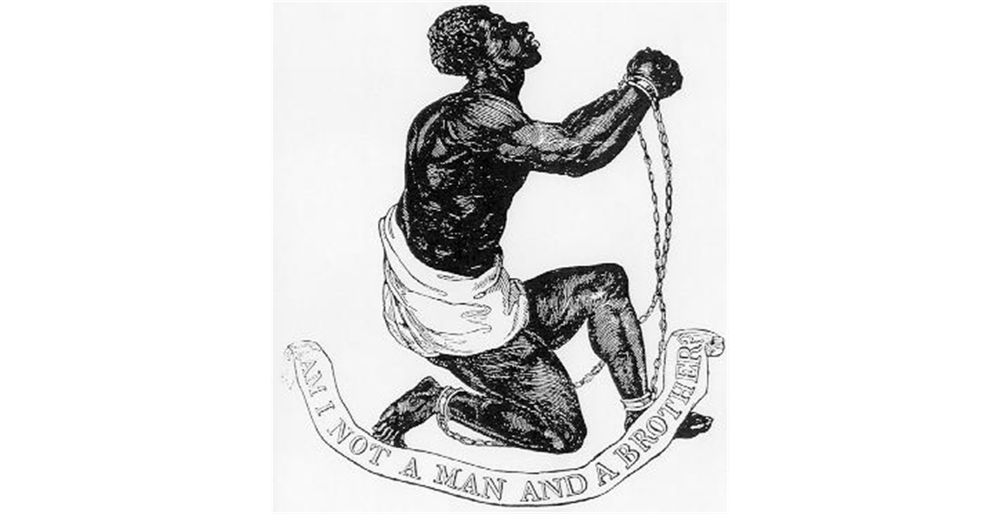 AM I NOT A MAN AND A BROTHER?